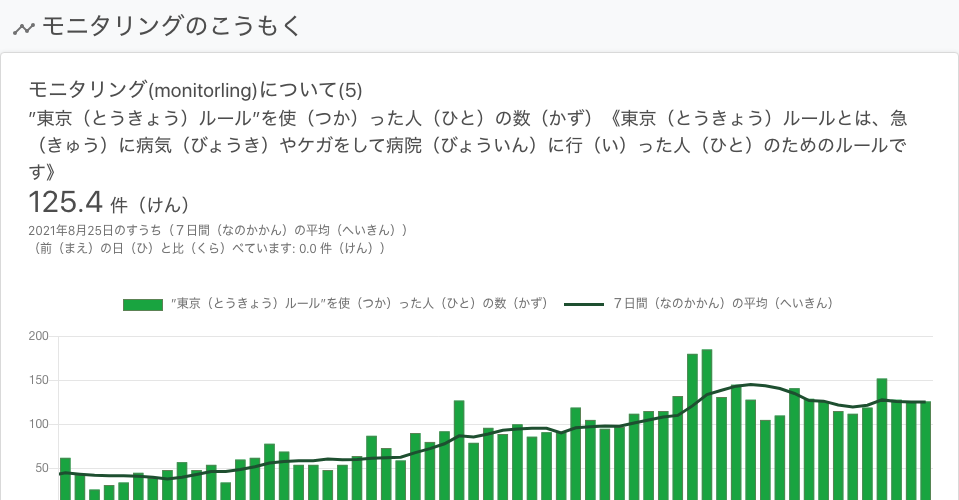 モニタリングのこうもく
モニタリング(monitorling)について(5)
”東京（とうきょう）ルール”を使（つか）った人（ひと）の数（かず）《東京（とうきょう）ルールとは、急
（きゅう）に病気（びょうき）やケガをして病院（びょういん）に行（い）った人（ひと）のためのルールで
す》
125.4 件（けん）
2021年8月25日のすうち（７日間（なのかかん）の平均（へいきん））
（前（まえ）の日（ひ）と比（くら）べています: 0.0 件（けん））
”東京（とうきょう）ルール”を使（つか）った人（ひと）の数（かず） ７日間（なのかかん）の平均（へいきん）
200
150
100
50